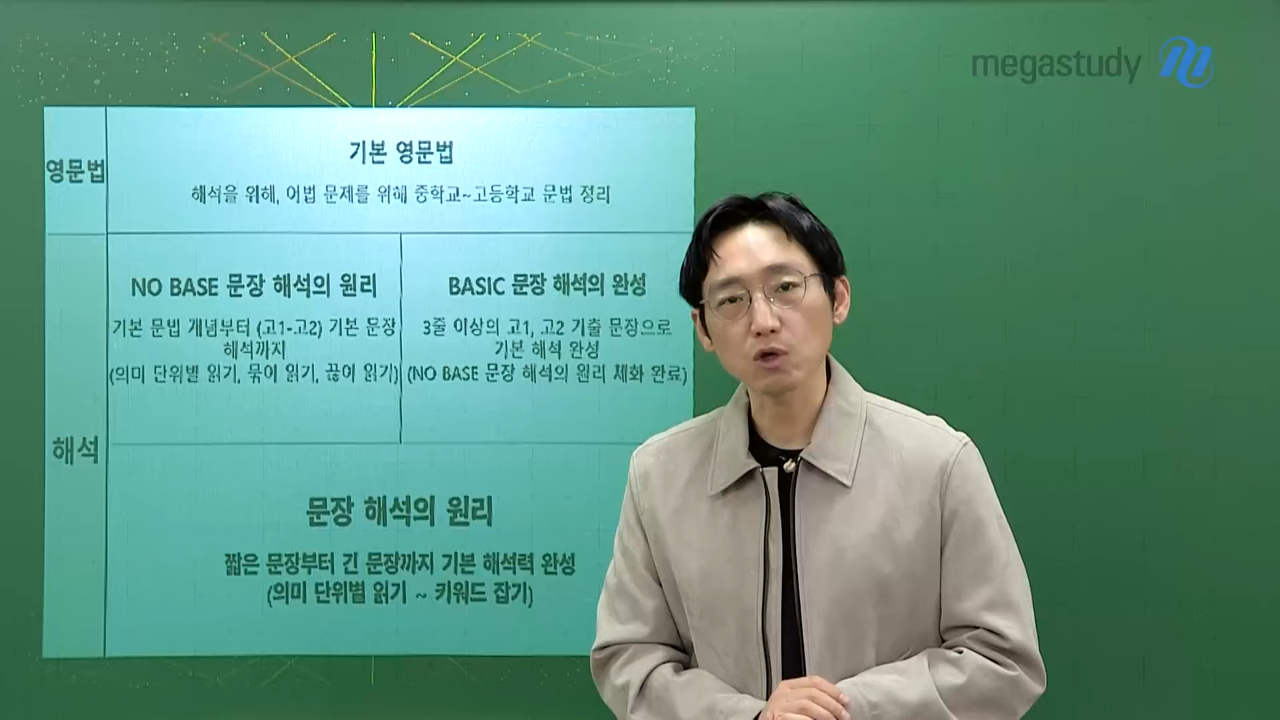 megastudy
영문법
기본 영문법
해석을 위해, 어법 문제를 위해 중학교~고등학교 문법 정리
해석
NO BASE 문장 해석의 원리
기본 문법 개념부터 (고1-고2) 기본 문장
해석까지
(의미 단위별 읽기, 묶어 읽기, 끊어 읽기)
BASIC 문장 해석의 완성
3줄 이상의 고1, 고2 기출 문장으로
기본 해석 완성
(NO BASE 문장 해석의 원리 체화 완료)
문장 해석의 원리
짧은 문장부터 긴 문장까지 기본 해석력 완성
(의미 단위별 읽기 ~ 키워드 잡기)